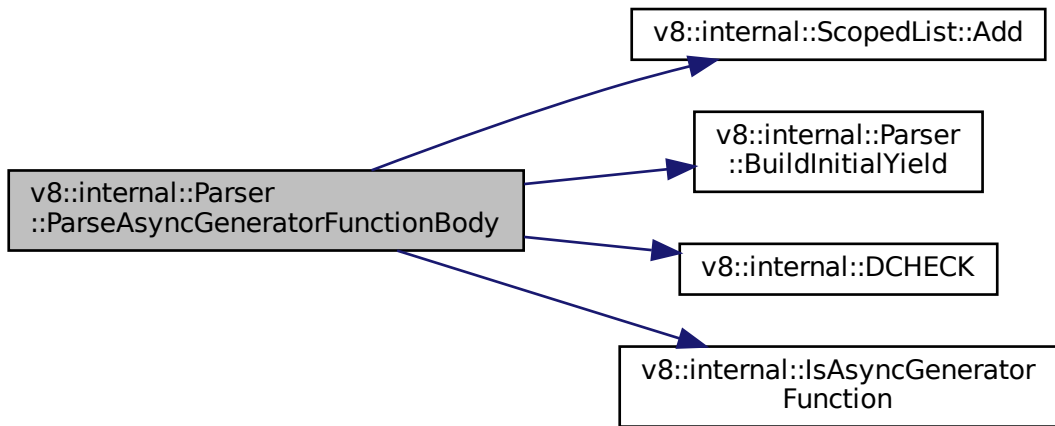 v8::internal::Parser
::ParseAsyncGeneratorFunctionBody
v8::internal::ScopedList::Add
v8::internal::Parser
::BuildInitialYield
v8::internal::DCHECK
v8::internal::IsAsyncGenerator
Function